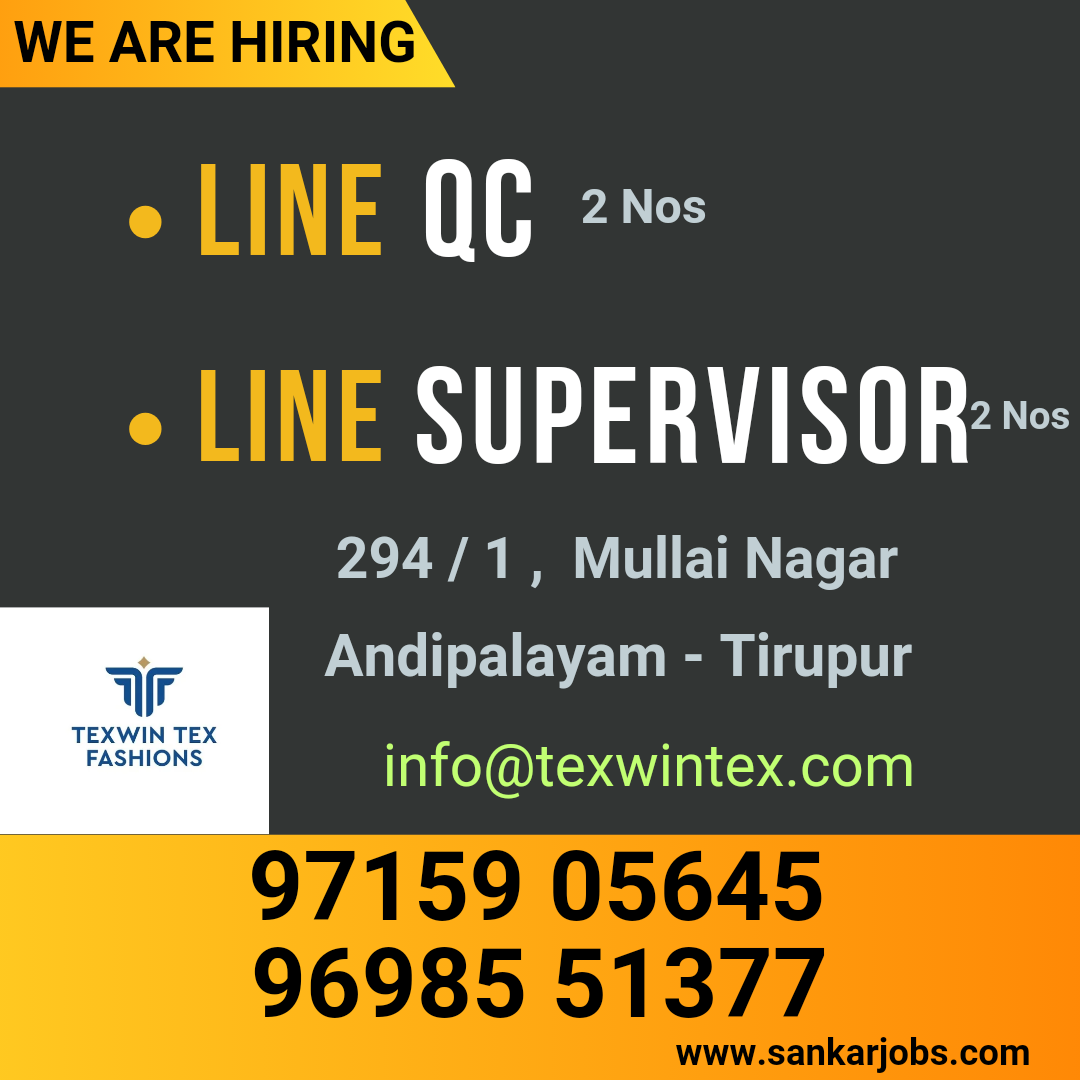 WE ARE HIRING
• LINE QC 2 Nos
• LINE SUPERVISOR 2 Nos
294 / 1 , Mullai Nagar
Andipalayam - Tirupur
TEXWIN TEX
FASHIONS
info@texwintex.com
97159 05645
96985 51377
www.sankarjobs.com